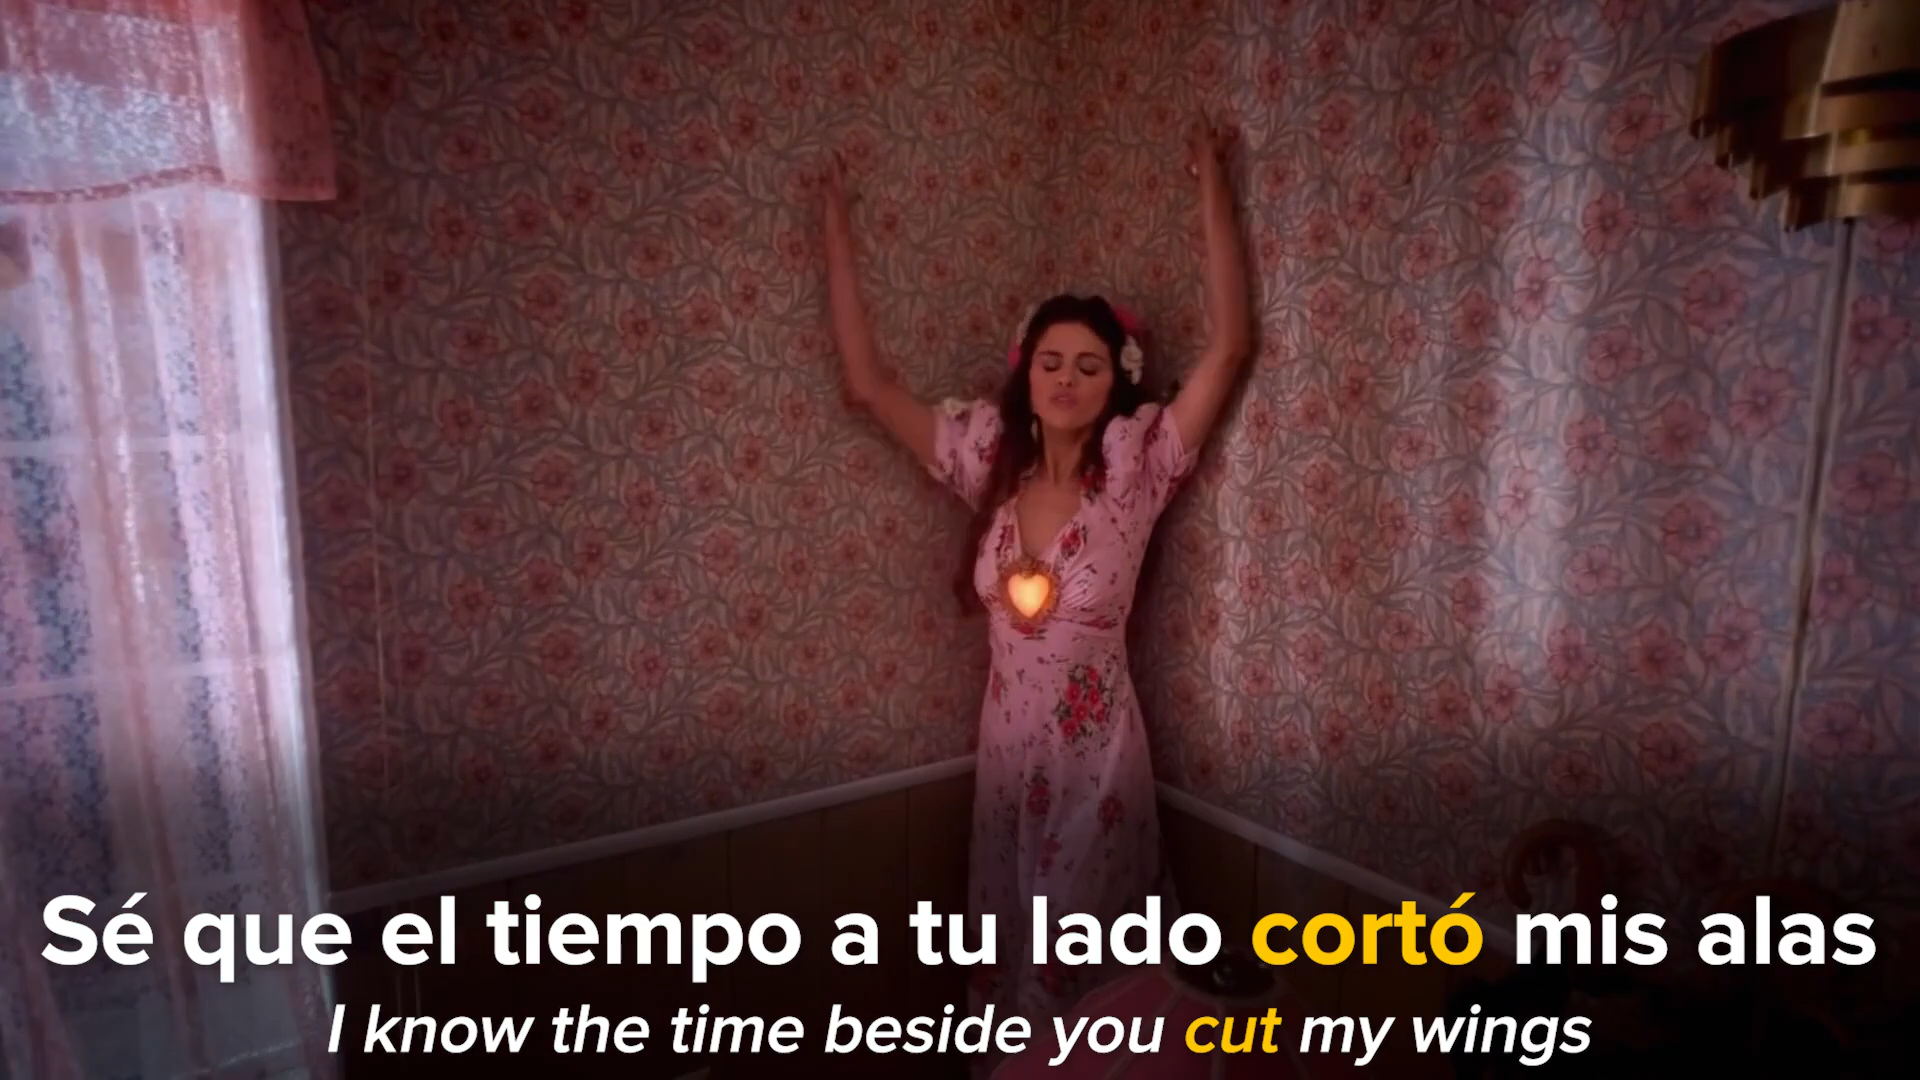 Sé que el tiempo a tu lado cortó mis alas
I know the time beside you cut my wings